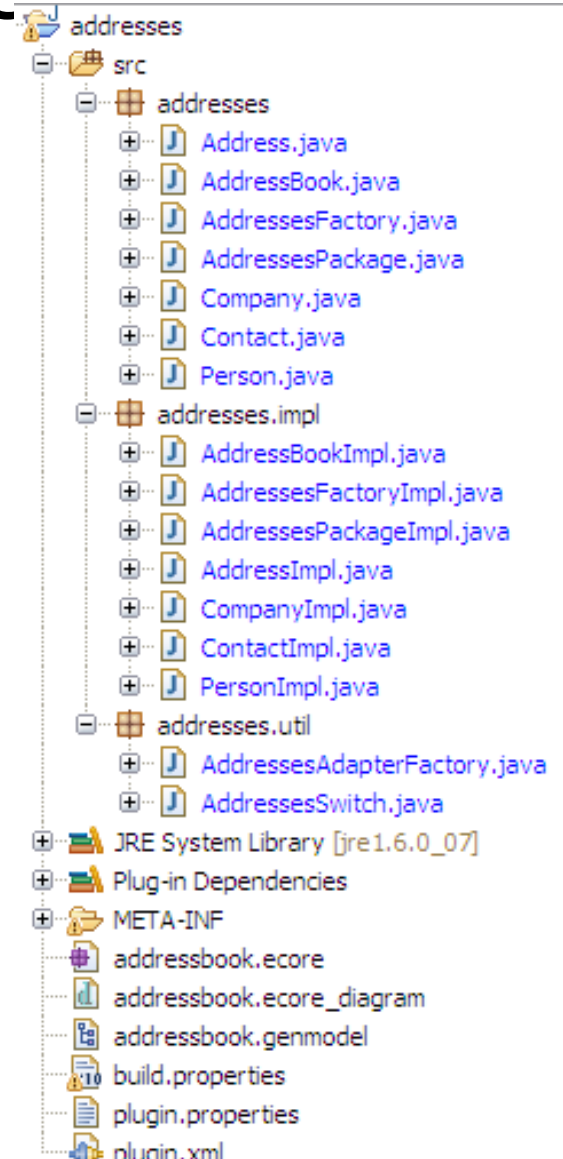 addresses
src
addresses
Address.java
AddressBook.java
AddressesFactory.java
AddressesPackage.java
Company.java
Contact.java
Person.java
addresses.impl
AddressBookImpl.java
AddressesFactoryImpl.java
AddressesPackageImpl.java
AddressImpl.java
CompanyImpl.java
ContactImpl.java
PersonImpl.java
addresses.util
AddressesAdapterFactory.java
AddressesSwitch.java
JRE System Library [jre1.6.0_07]
Plug-in Dependencies
META-INF
addressbook.ecore
addressbook.ecore_diagram
addressbook.genmodel
build.properties
plugin.properties
plugin.xml